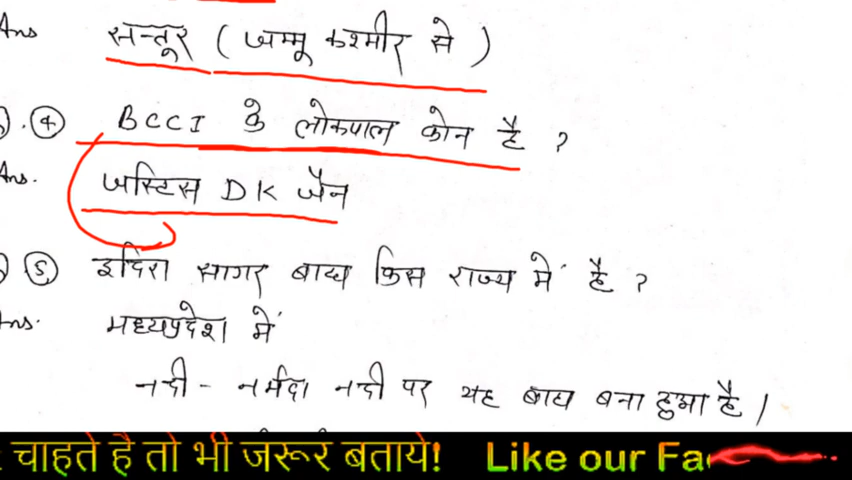 Ans सन्तूर ( जम्मू कश्मीर से )
④ BCCI के लोकपाल कोन है ?
Ans. जस्टिस DK जैन
⑤ इंदिरा सागर बाध्य किस राज्य में है ?
Ans. मध्यप्रदेश में
नदी - नर्मदा नदी पर यह बाध्य बना हुआ है।
चाहते है तो भी जरूर बताये! Like our Fa